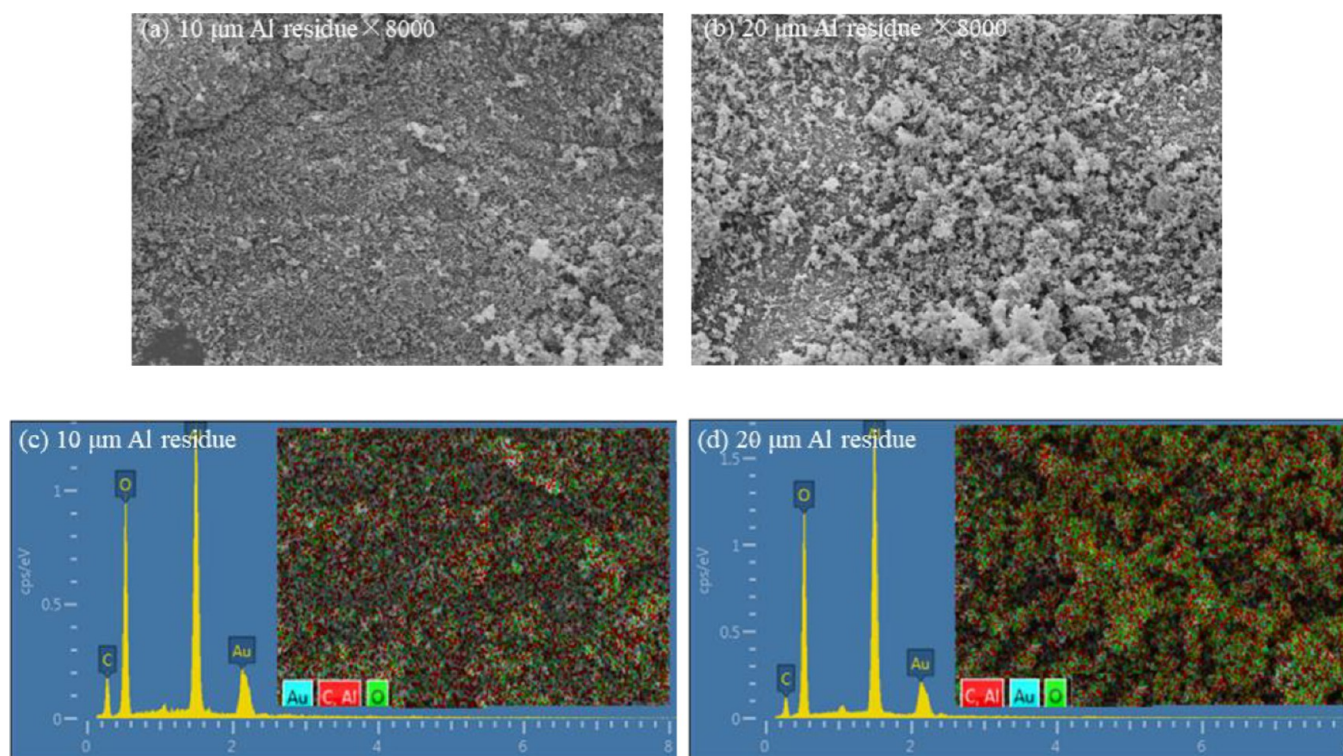 (a) 10 μm Al residue×8000
(b) 20 μm Al residue ×8000
(c) 10 μm Al residue
Al
1
O
cps/eV
0.5
C
Au
0
Au C, Al O
0 2 4 6 8
(d) 20 μm Al residue
Al
1.5
O
1
cps/eV
0.5
C
Au
0
C, Al Au O
0 2 4 6